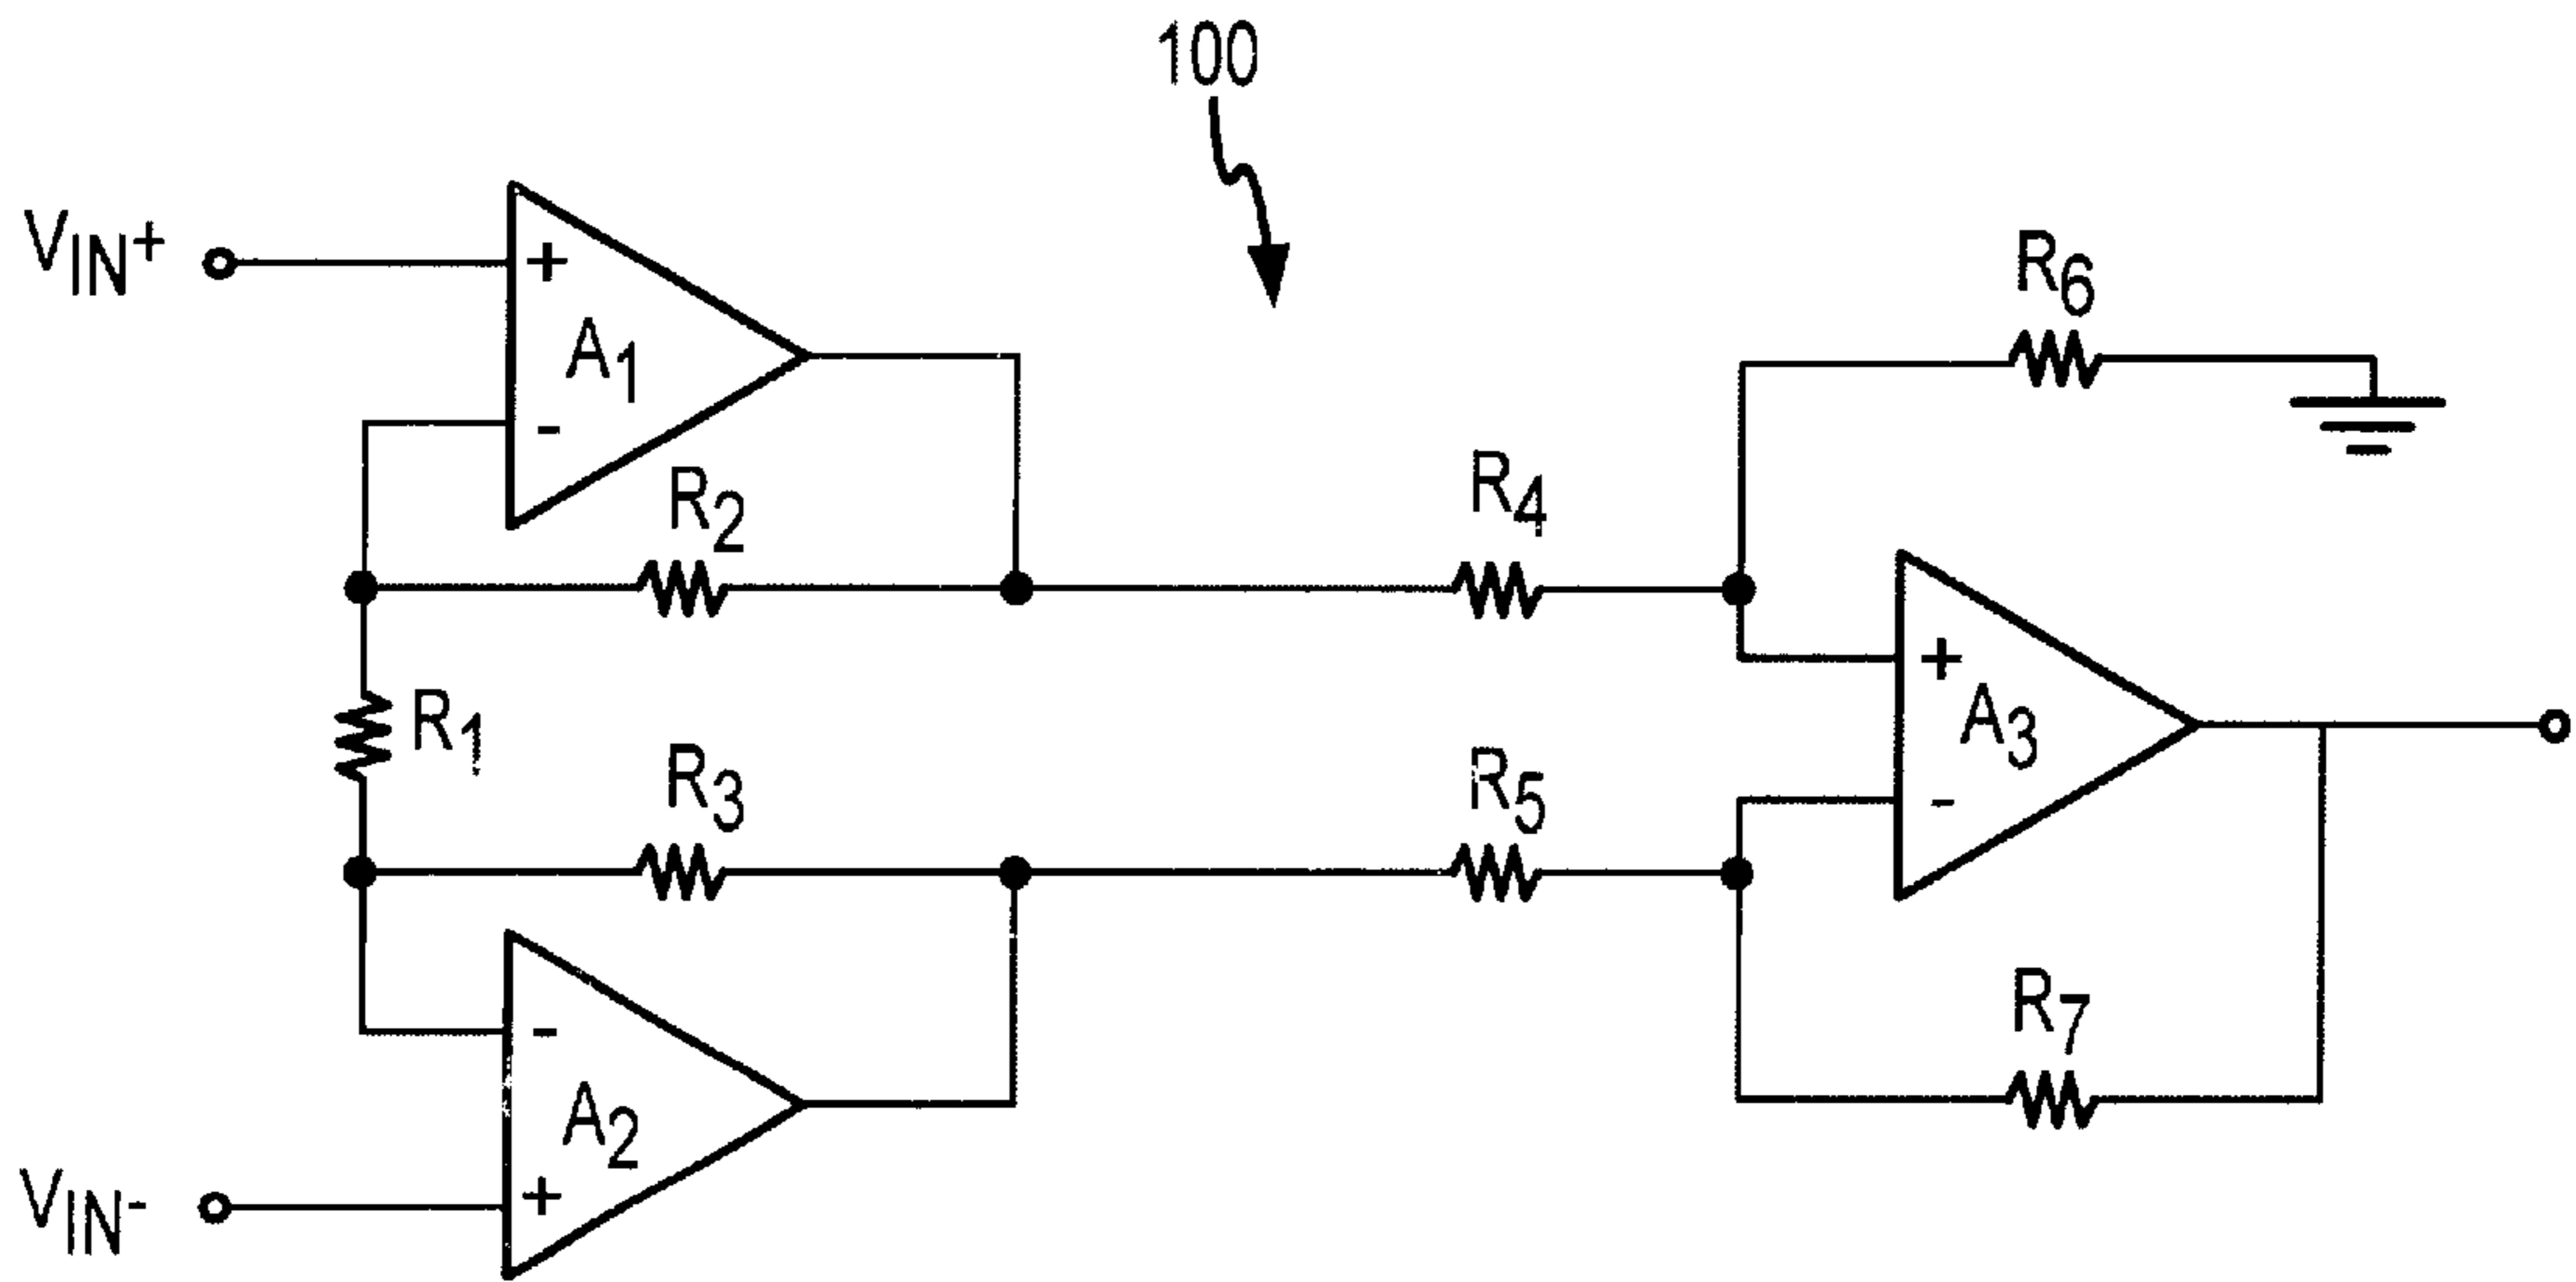 100
VIN+
+
A1
-
R2
R1
R3
-
A2
+
VIN-
R4
R5
R6
+
A3
-
R7